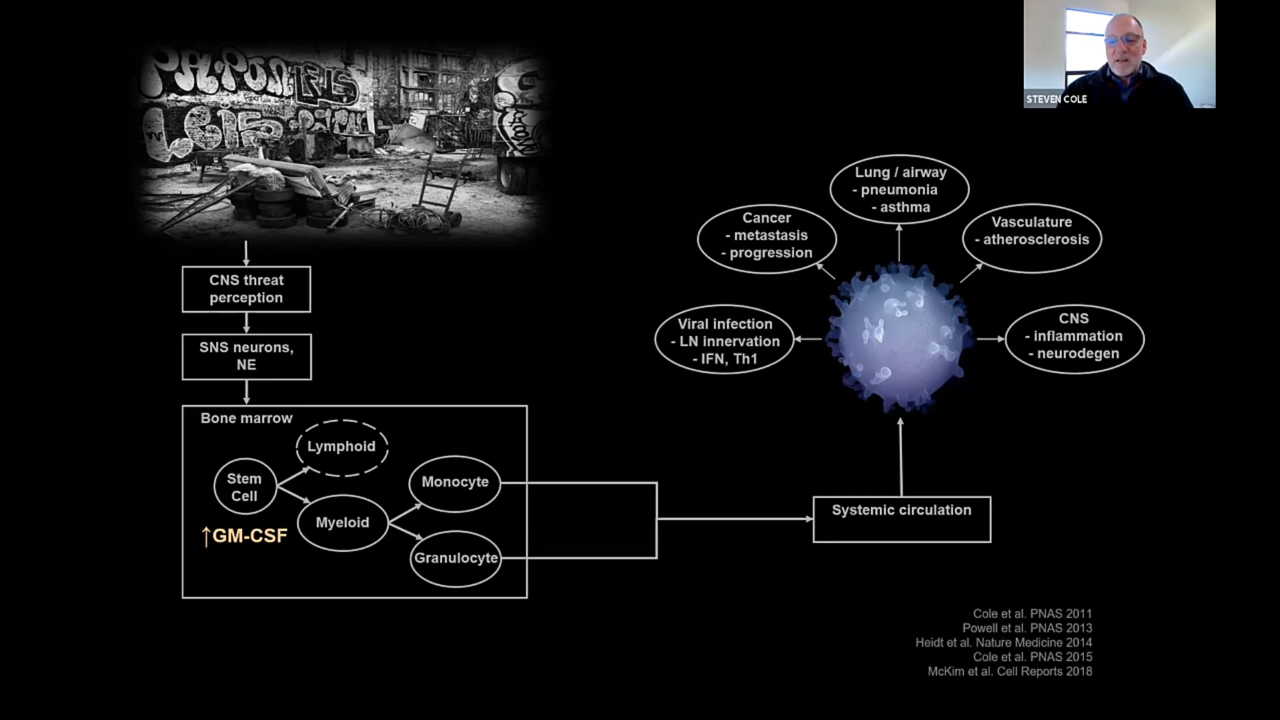 STEVEN COLE
CNS threat
perception
SNS neurons,
NE
Bone marrow
Lymphoid
Stem
Cell
Myeloid
Monocyte
Granulocyte
↑GM-CSF
Systemic circulation
Viral infection
- LN innervation
- IFN, Th1
Cancer
- metastasis
- progression
Lung / airway
- pneumonia
- asthma
Vasculature
- atherosclerosis
CNS
- inflammation
- neurodegen
Cole et al. PNAS 2011
Powell et al. PNAS 2013
Heidt et al. Nature Medicine 2014
Cole et al. PNAS 2015
McKim et al. Cell Reports 2018